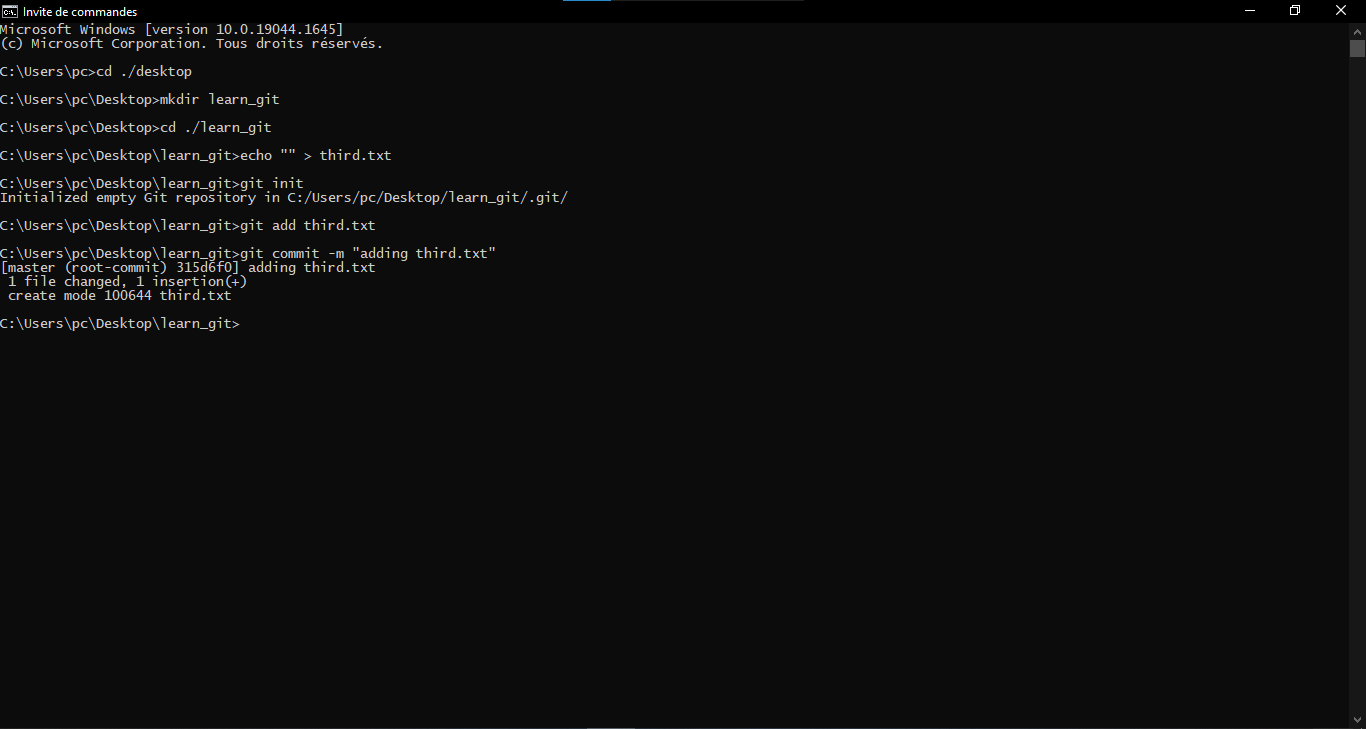 Invite de commandes
Microsoft Windows [version 10.0.19044.1645]
(c) Microsoft Corporation. Tous droits réservés.
C:\Users\pc>cd ./desktop
C:\Users\pc\Desktop>mkdir learn_git
C:\Users\pc\Desktop>cd ./learn_git
C:\Users\pc\Desktop\learn_git>echo "" > third.txt
C:\Users\pc\Desktop\learn_git>git init
Initialized empty Git repository in C:/Users/pc/Desktop/learn_git/.git/
C:\Users\pc\Desktop\learn_git>git add third.txt
C:\Users\pc\Desktop\learn_git>git commit -m "adding third.txt"
[master (root-commit) 315d6f0] adding third.txt
 1 file changed, 1 insertion(+)
 create mode 100644 third.txt
C:\Users\pc\Desktop\learn_git>